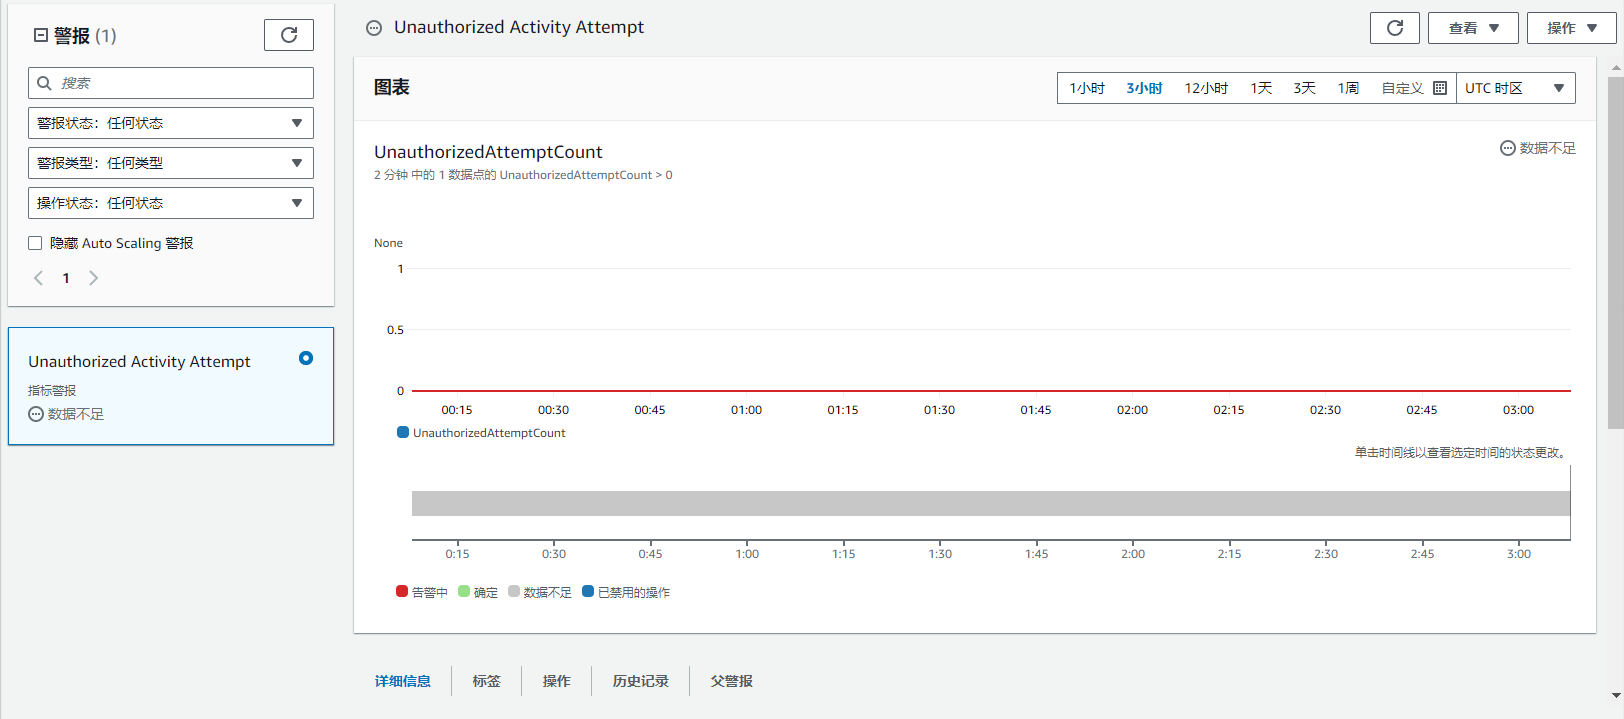 警报 (1)
搜索
警报状态：任何状态
警报类型：任何类型
操作状态：任何状态
隐藏 Auto Scaling 警报
1
Unauthorized Activity Attempt
指标警报
数据不足
Unauthorized Activity Attempt
查看
操作
图表
1小时 3小时 12小时 1天 3天 1周 自定义 UTC 时区
UnauthorizedAttemptCount
数据不足
2 分钟 中的 1 数据点的 UnauthorizedAttemptCount > 0
None
1
0.5
0
00:15 00:30 00:45 01:00 01:15 01:30 01:45 02:00 02:15 02:30 02:45 03:00
UnauthorizedAttemptCount
单击时间线以查看选定时间的状态更改。
0:15 0:30 0:45 1:00 1:15 1:30 1:45 2:00 2:15 2:30 2:45 3:00
告警中 确定 数据不足 已禁用的操作
详细信息 标签 操作 历史记录 父警报